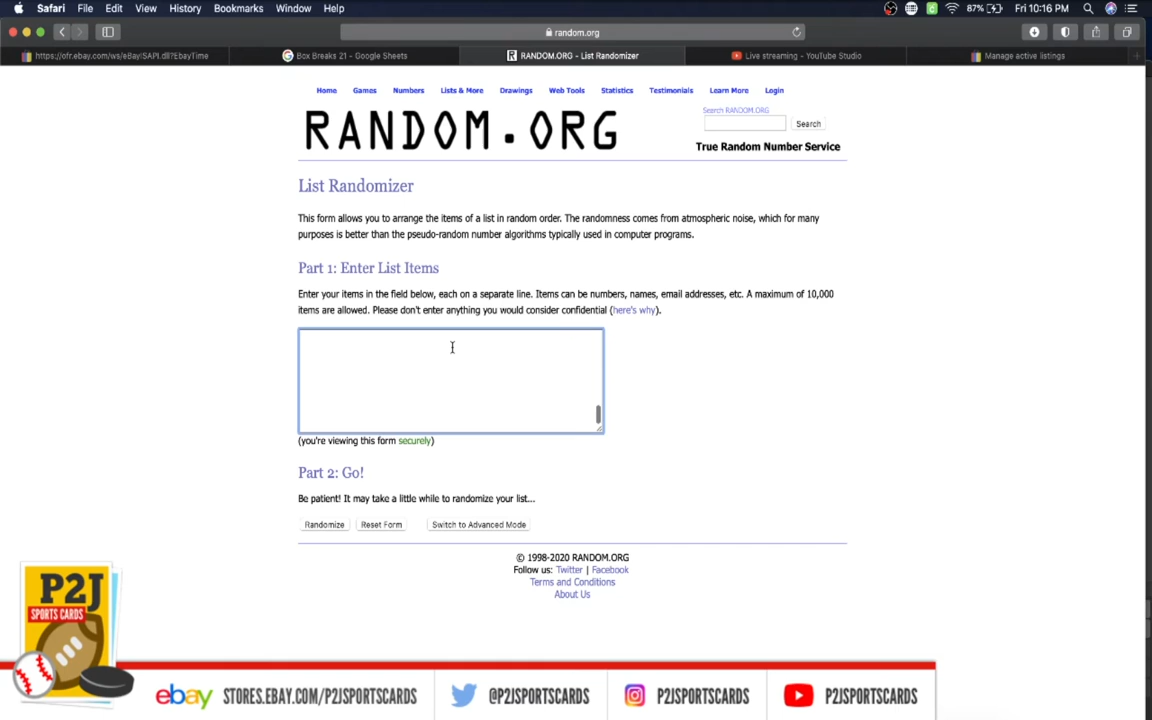 Safari File Edit View History Bookmarks Window Help 87% Fri 10:16 PM
random.org
https://ofr.ebay.com/ws/eBayISAPI.dll?EbayTime Box Breaks 21 - Google Sheets RANDOM.ORG - List Randomizer Live streaming - YouTube Studio Manage active listings
Home Games Numbers Lists & More Drawings Web Tools Statistics Testimonials Learn More Login
RANDOM.ORG
Search RANDOM.ORG
Search
True Random Number Service
List Randomizer
This form allows you to arrange the items of a list in random order. The randomness comes from atmospheric noise, which for many
purposes is better than the pseudo-random number algorithms typically used in computer programs.
Part 1: Enter List Items
Enter your items in the field below, each on a separate line. Items can be numbers, names, email addresses, etc. A maximum of 10,000
items are allowed. Please don't enter anything you would consider confidential (here's why).
(you're viewing this form securely)
Part 2: Go!
Be patient! It may take a little while to randomize your list...
Randomize Reset Form Switch to Advanced Mode
© 1998-2020 RANDOM.ORG
Follow us: Twitter | Facebook
Terms and Conditions
About Us
P2J
SPORTS CARDS
ebay STORES.EBAY.COM/P2JSPORTSCARDS @P2JSPORTSCARDS P2JSPORTSCARDS P2JSPORTSCARDS